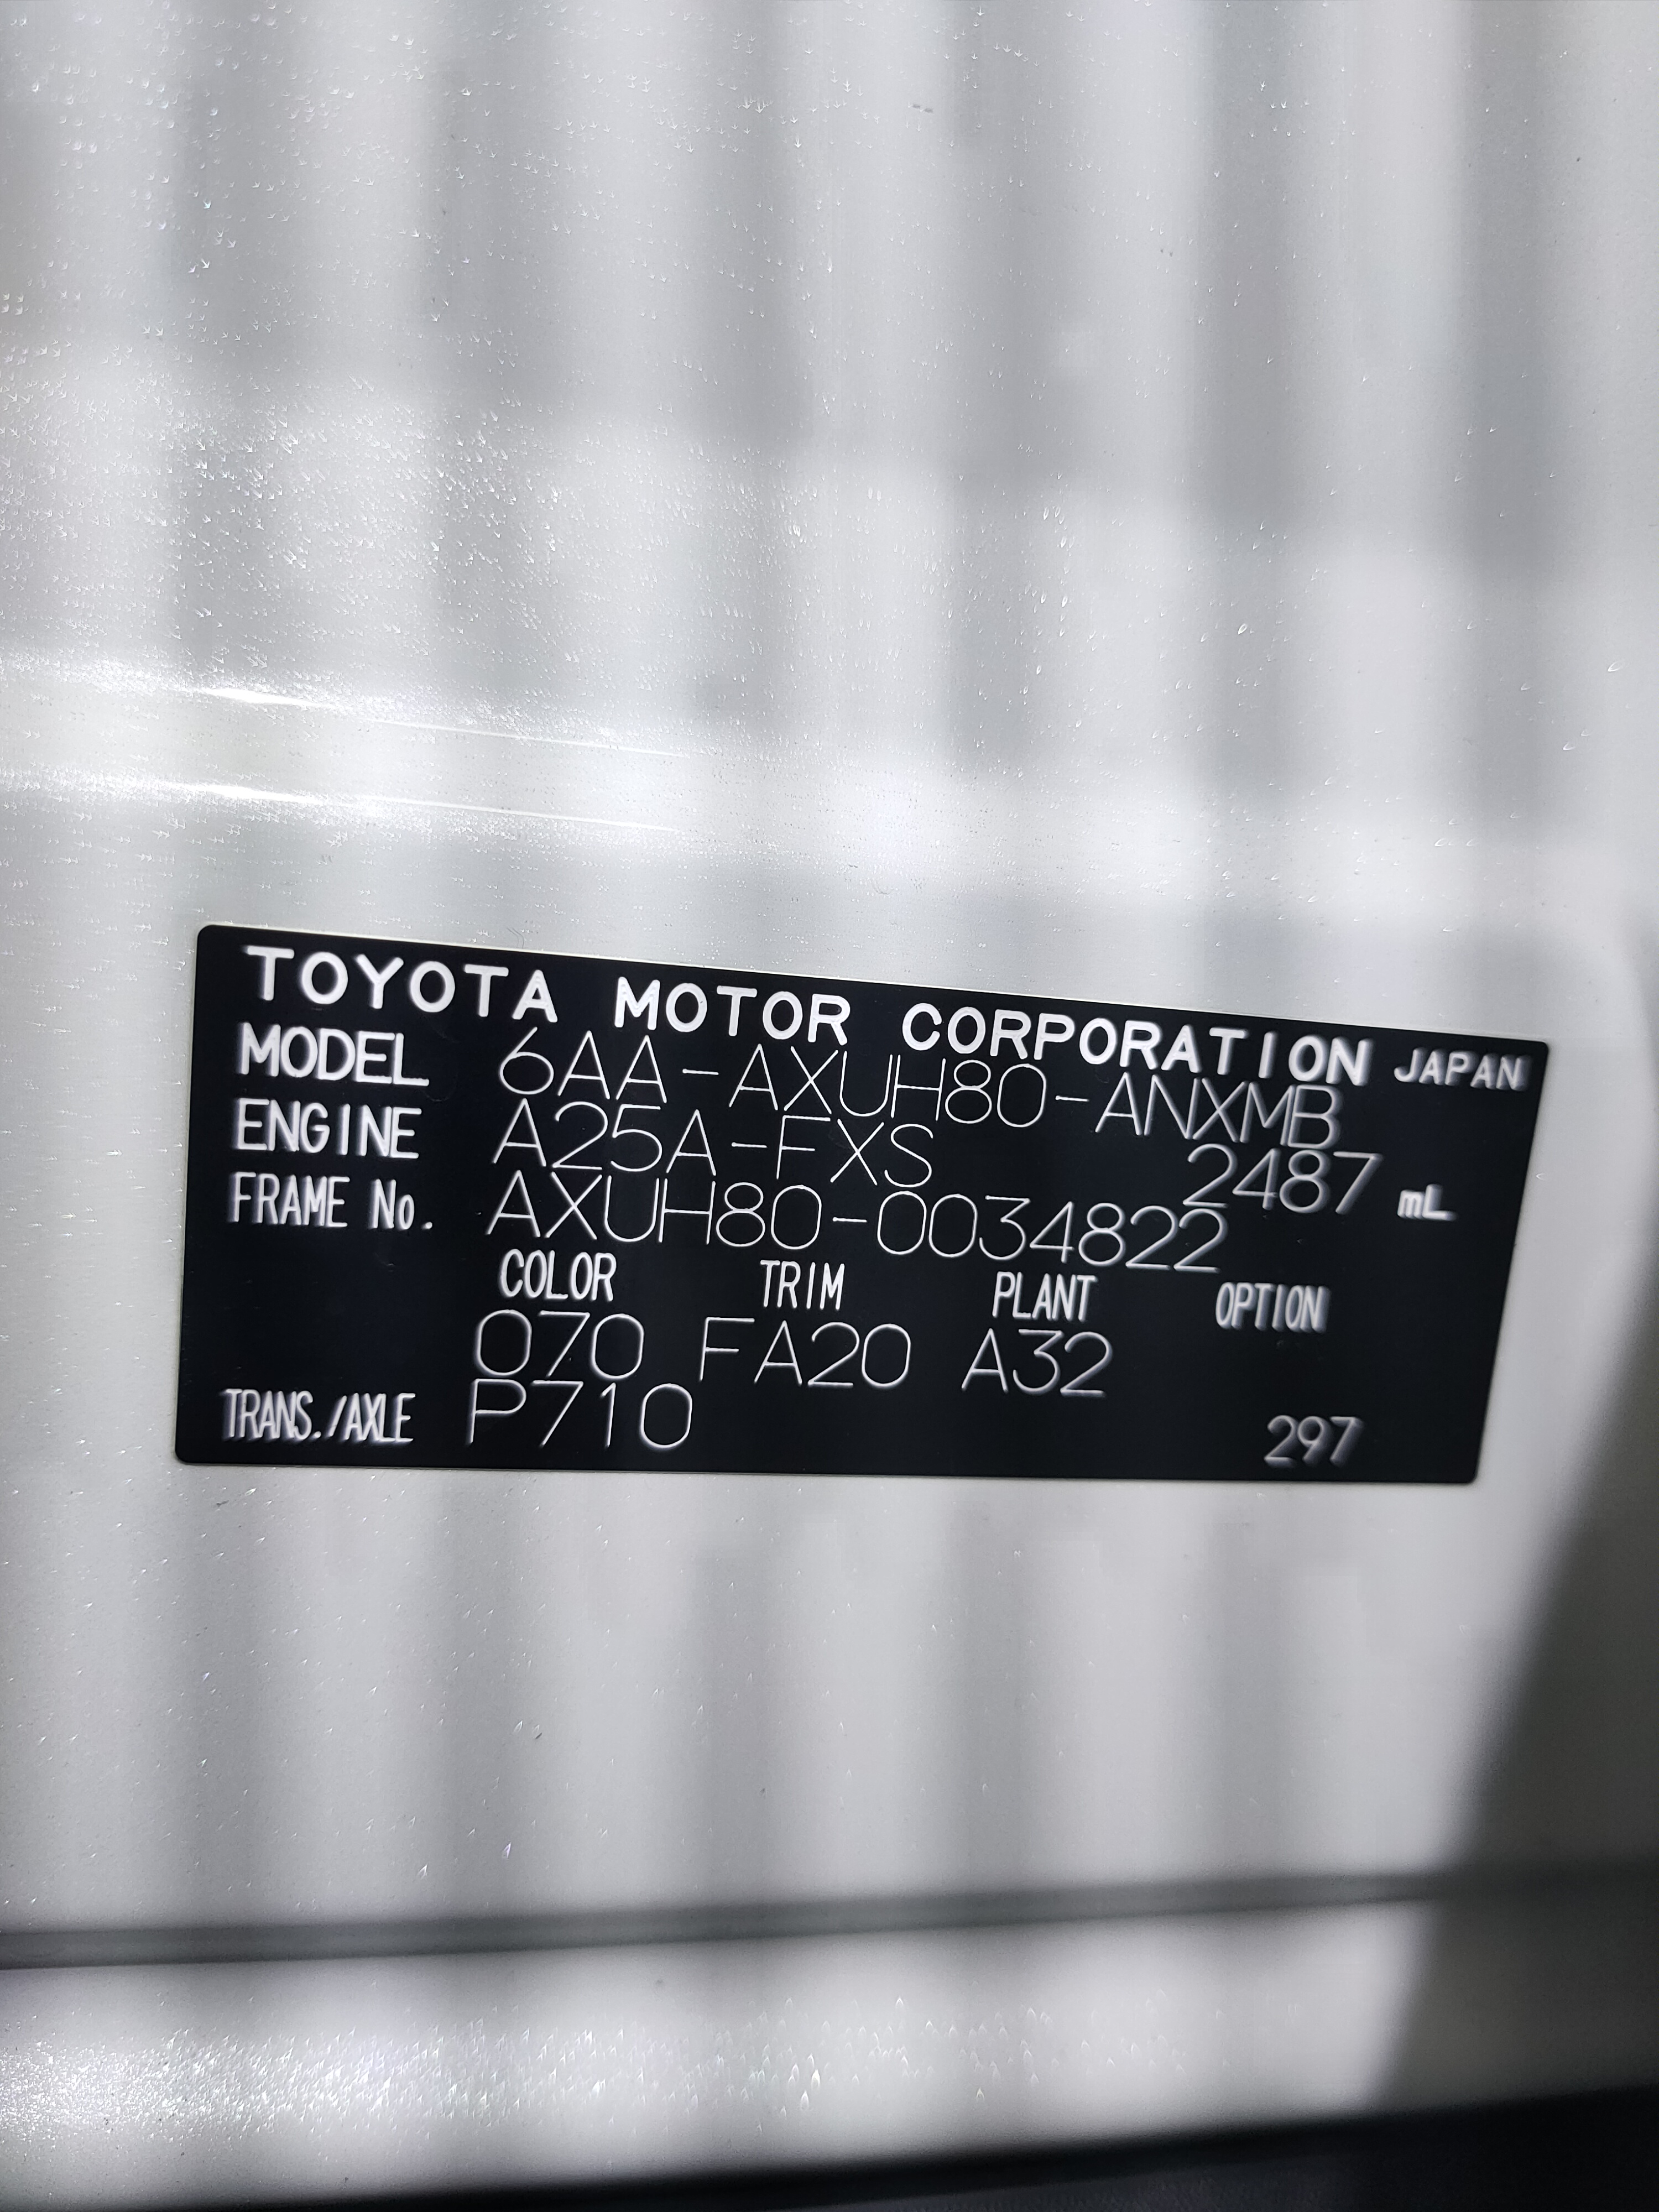 TOYOTA MOTOR CORPORATION JAPAN
MODEL 6AA-AXUH80-ANXMB
ENGINE A25A-FXS 2487 mL
FRAME No. AXUH80-0034822
COLOR TRIM PLANT OPTION
070 FA20 A32
TRANS./AXLE P710 297